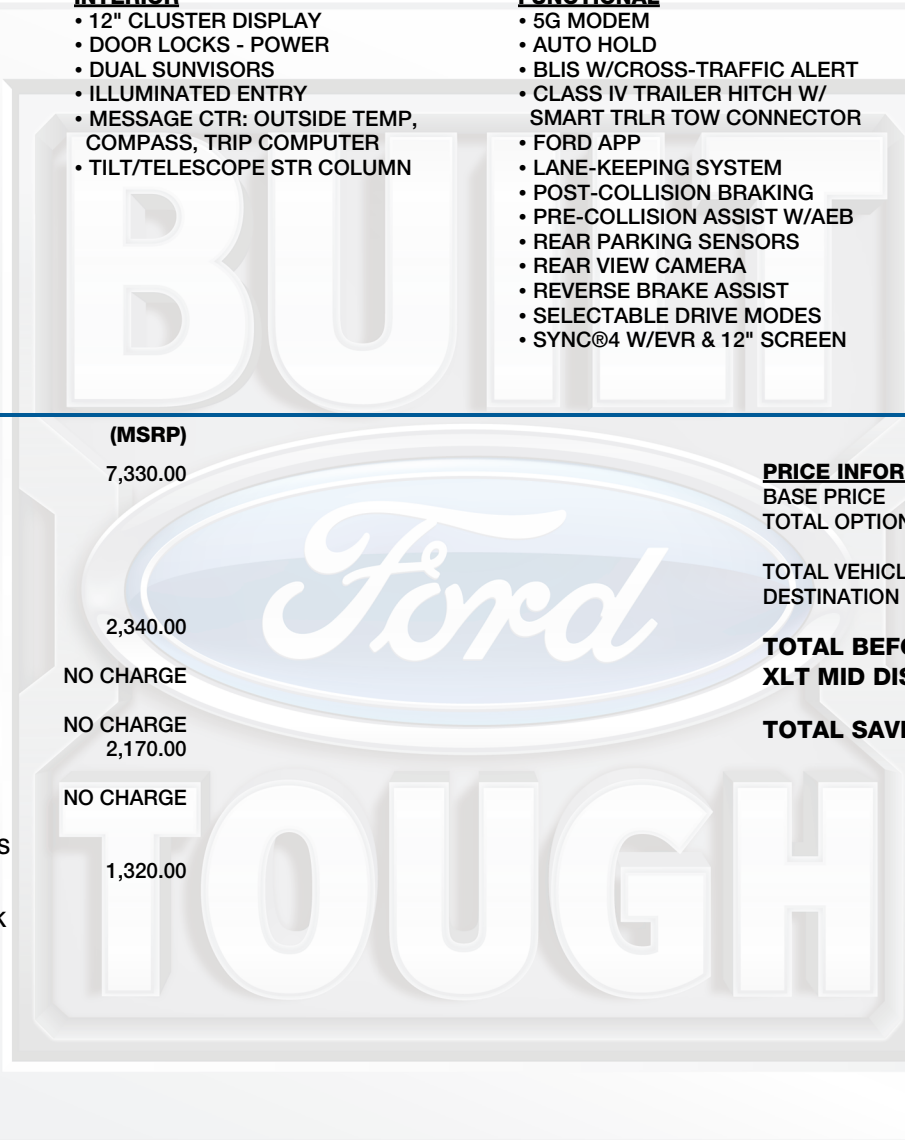 INTERIOR
• 12" CLUSTER DISPLAY
• DOOR LOCKS - POWER
• DUAL SUNVISORS
• ILLUMINATED ENTRY
• MESSAGE CTR: OUTSIDE TEMP,
COMPASS, TRIP COMPUTER
• TILT/TELESCOPE STR COLUMN
FUNCTIONAL
• 5G MODEM
• AUTO HOLD
• BLIS W/CROSS-TRAFFIC ALERT
• CLASS IV TRAILER HITCH W/
SMART TRLR TOW CONNECTOR
• FORD APP
• LANE-KEEPING SYSTEM
• POST-COLLISION BRAKING
• PRE-COLLISION ASSIST W/AEB
• REAR PARKING SENSORS
• REAR VIEW CAMERA
• REVERSE BRAKE ASSIST
• SELECTABLE DRIVE MODES
• SYNC®4 W/EVR & 12" SCREEN
BUILT
Ford
TOUGH
(MSRP)
7,330.00
2,340.00
NO CHARGE
NO CHARGE
2,170.00
NO CHARGE
S
1,320.00
K
PRICE INFOR
BASE PRICE
TOTAL OPTION
TOTAL VEHICL
DESTINATION
TOTAL BEFO
XLT MID DIS
TOTAL SAVI